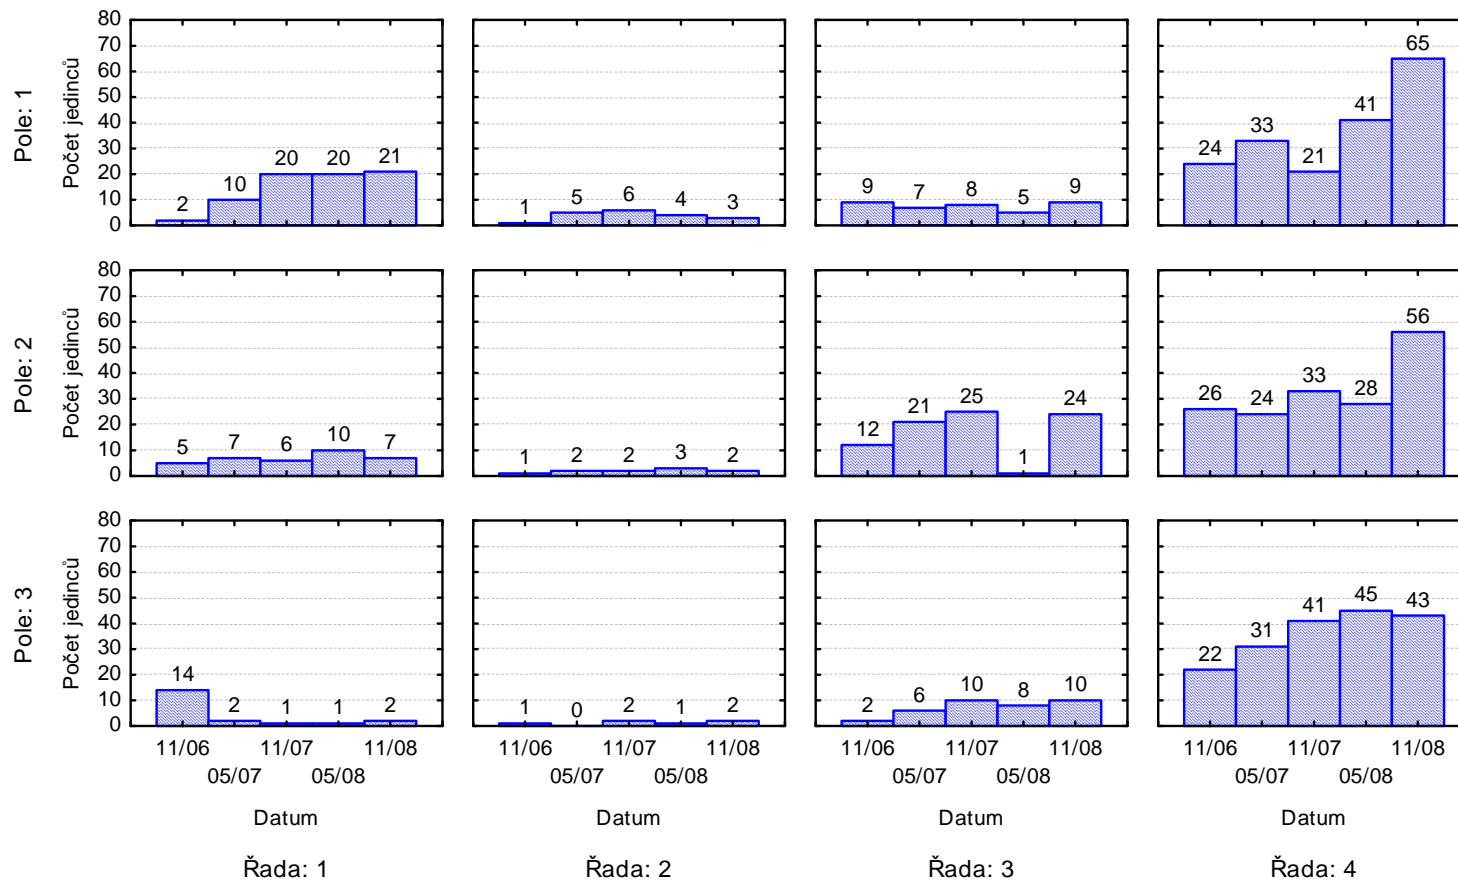 Pole: 1
Počet jedinců
80
70
60
50
40
30
20
10
0
2 10 20 20 21
1 5 6 4 3
9 7 8 5 9
24 33 21 41 65
Pole: 2
Počet jedinců
80
70
60
50
40
30
20
10
0
5 7 6 10 7
1 2 2 3 2
12 21 25 1 24
26 24 33 28 56
Pole: 3
Počet jedinců
80
70
60
50
40
30
20
10
0
14 2 1 1 2
1 0 2 1 2
2 6 10 8 10
22 31 41 45 43
11/06 11/07 11/08 11/06 11/07 11/08 11/06 11/07 11/08 11/06 11/07 11/08
05/07 05/08 05/07 05/08 05/07 05/08 05/07 05/08
Datum Datum Datum Datum
Řada: 1 Řada: 2 Řada: 3 Řada: 4